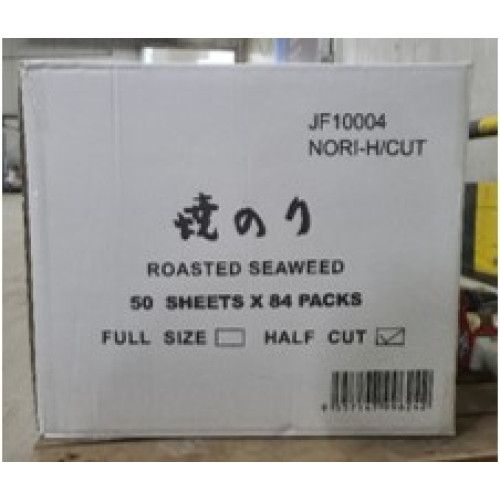 JF10004
NORI-H/CUT
焼のり
ROASTED SEAWEED
50 SHEETS X 84 PACKS
FULL SIZE HALF CUT